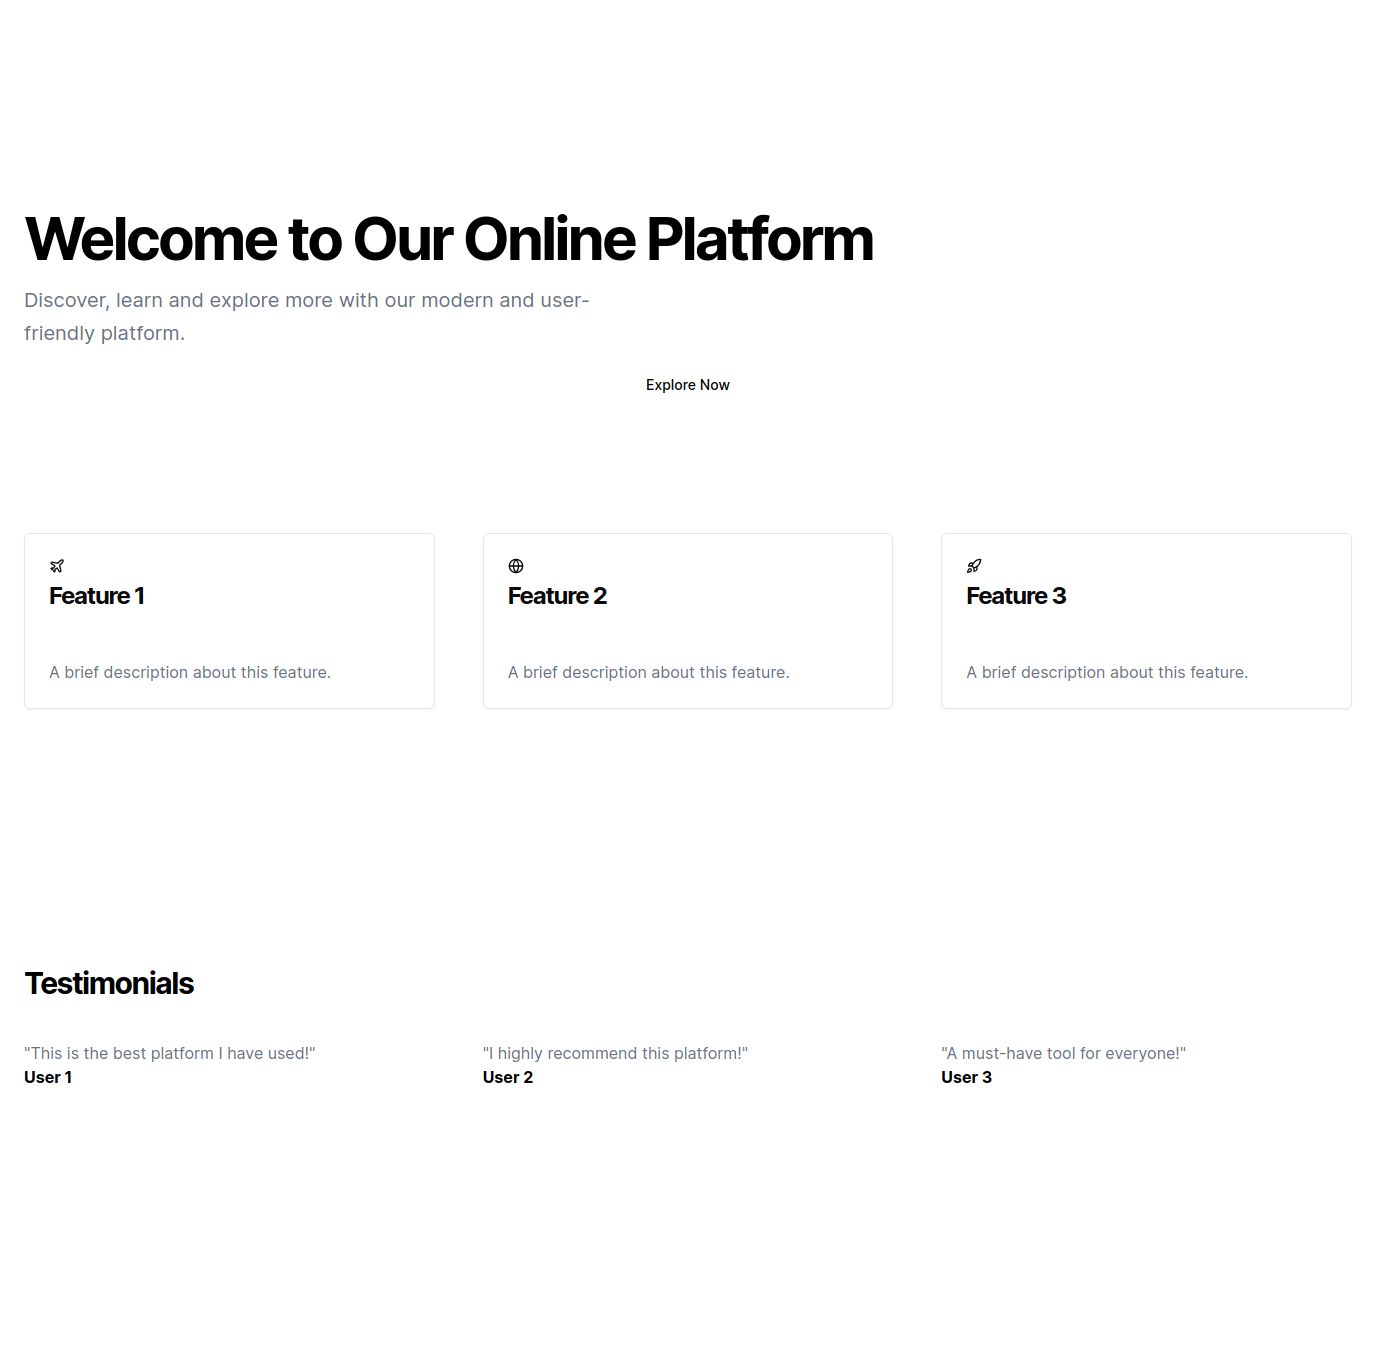 Welcome to Our Online Platform
Discover, learn and explore more with our modern and user-
friendly platform.
Explore Now
Feature 1
A brief description about this feature.
Feature 2
A brief description about this feature.
Feature 3
A brief description about this feature.
Testimonials
"This is the best platform I have used!"
User 1
"I highly recommend this platform!"
User 2
"A must-have tool for everyone!"
User 3